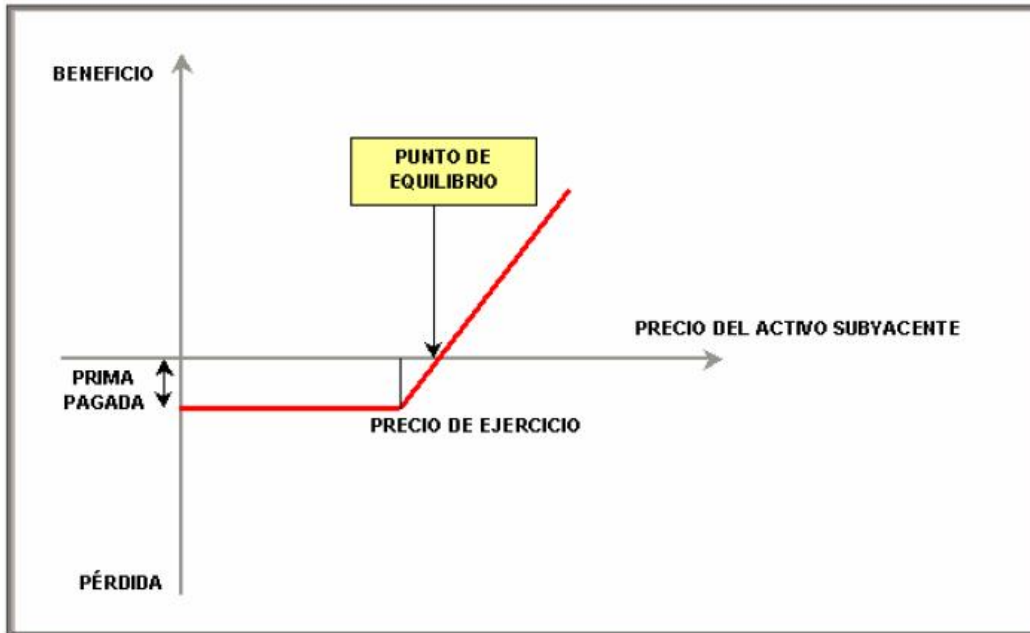 BENEFICIO
PUNTO DE
EQUILIBRIO
PRECIO DEL ACTIVO SUBYACENTE
PRIMA
PAGADA
PRECIO DE EJERCICIO
PÉRDIDA